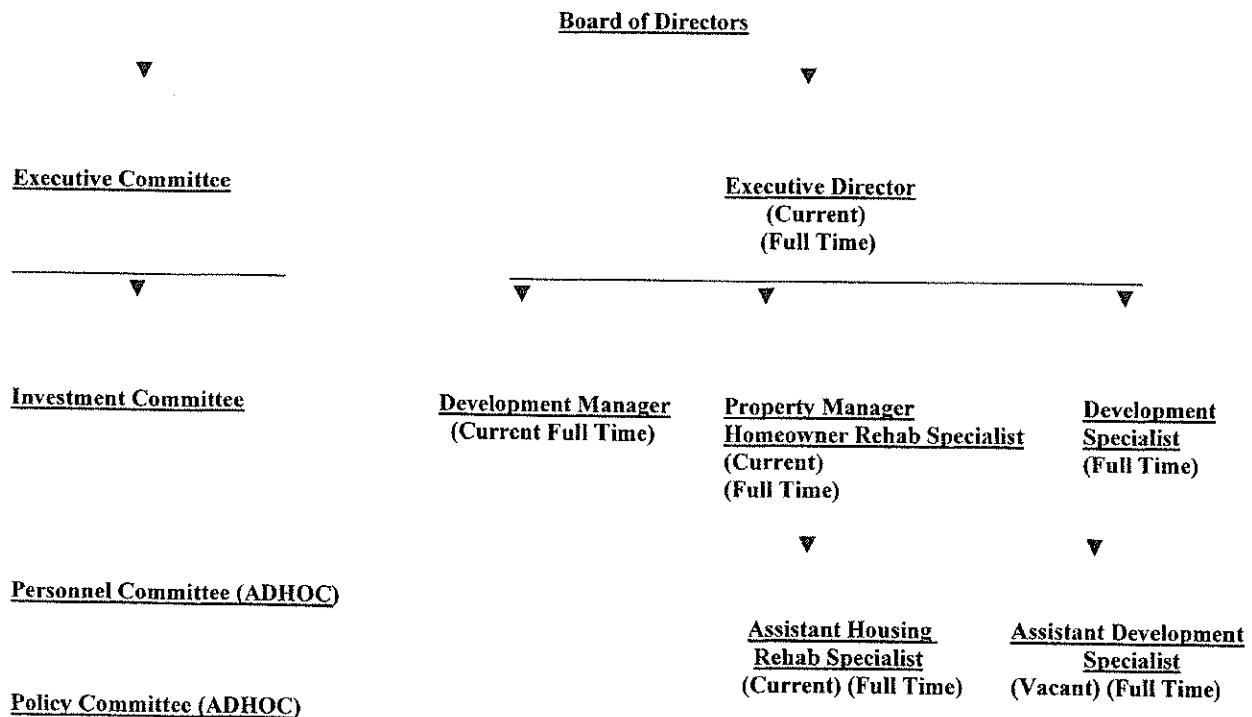 Board of Directors
Executive Committee
Executive Director
(Current)
(Full Time)
Investment Committee
Development Manager
(Current Full Time)
Property Manager
Homeowner Rehab Specialist
(Current)
(Full Time)
Development
Specialist
(Full Time)
Personnel Committee (ADHOC)
Assistant Housing
Rehab Specialist
(Current) (Full Time)
Assistant Development
Specialist
(Vacant) (Full Time)
Policy Committee (ADHOC)